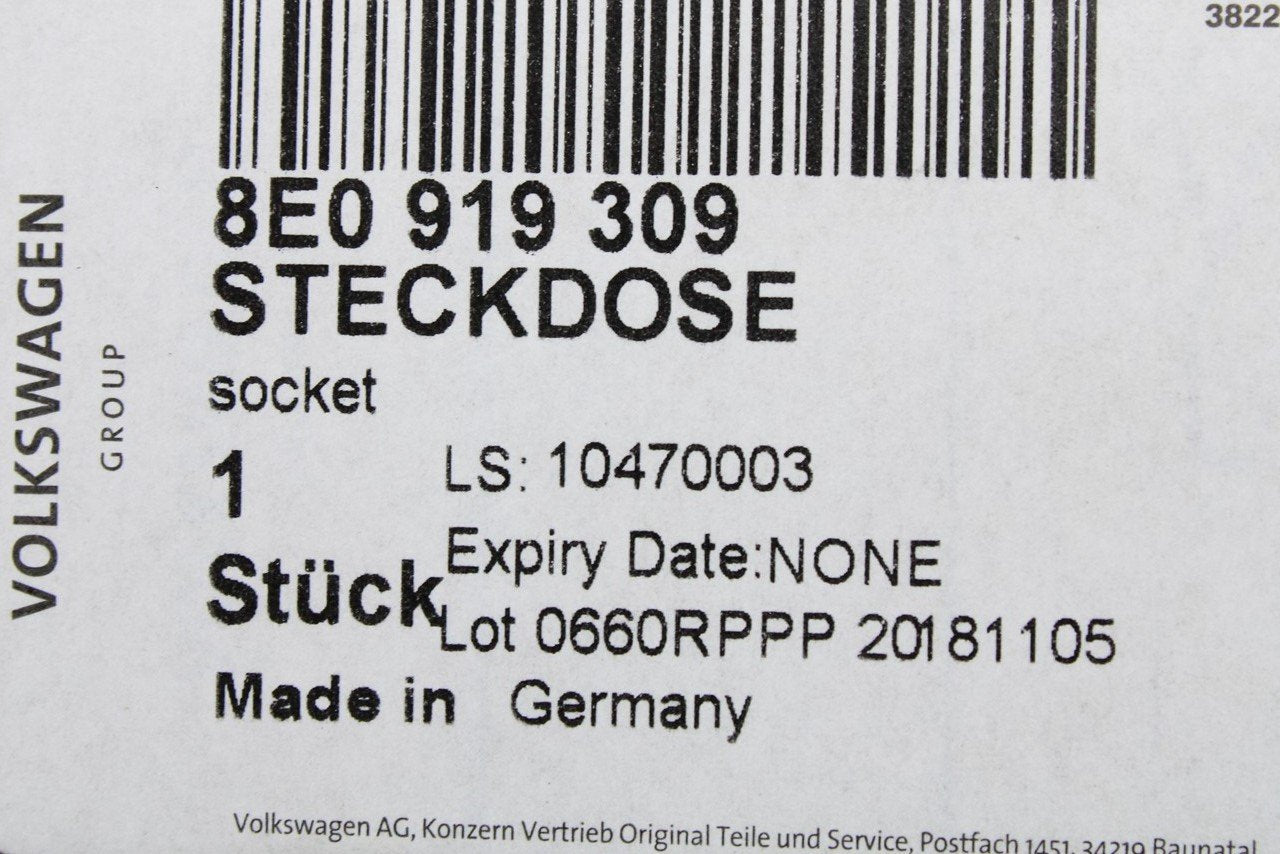 3822
8E0 919 309
STECKDOSE
socket
1
LS: 10470003
Stück
Expiry Date:NONE
Lot 0660RPPP 20181105
Made in Germany
Volkswagen AG, Konzern Vertrieb Original Teile und Service, Postfach 1451, 34219 Baunatal
VOLKSWAGEN
GROUP